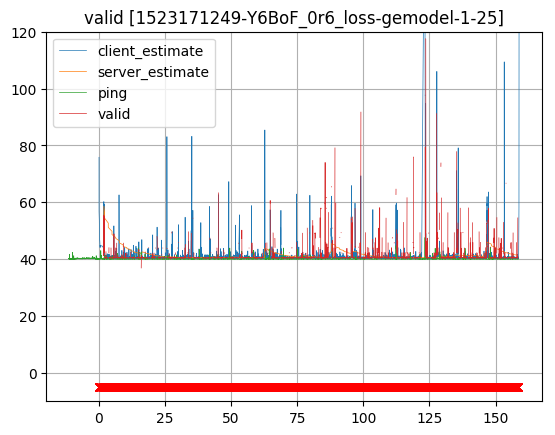 valid [1523171249-Y6BoF_0r6_loss-gemodel-1-25]
120
100
80
60
40
20
0
client_estimate
server_estimate
ping
valid
0 25 50 75 100 125 150